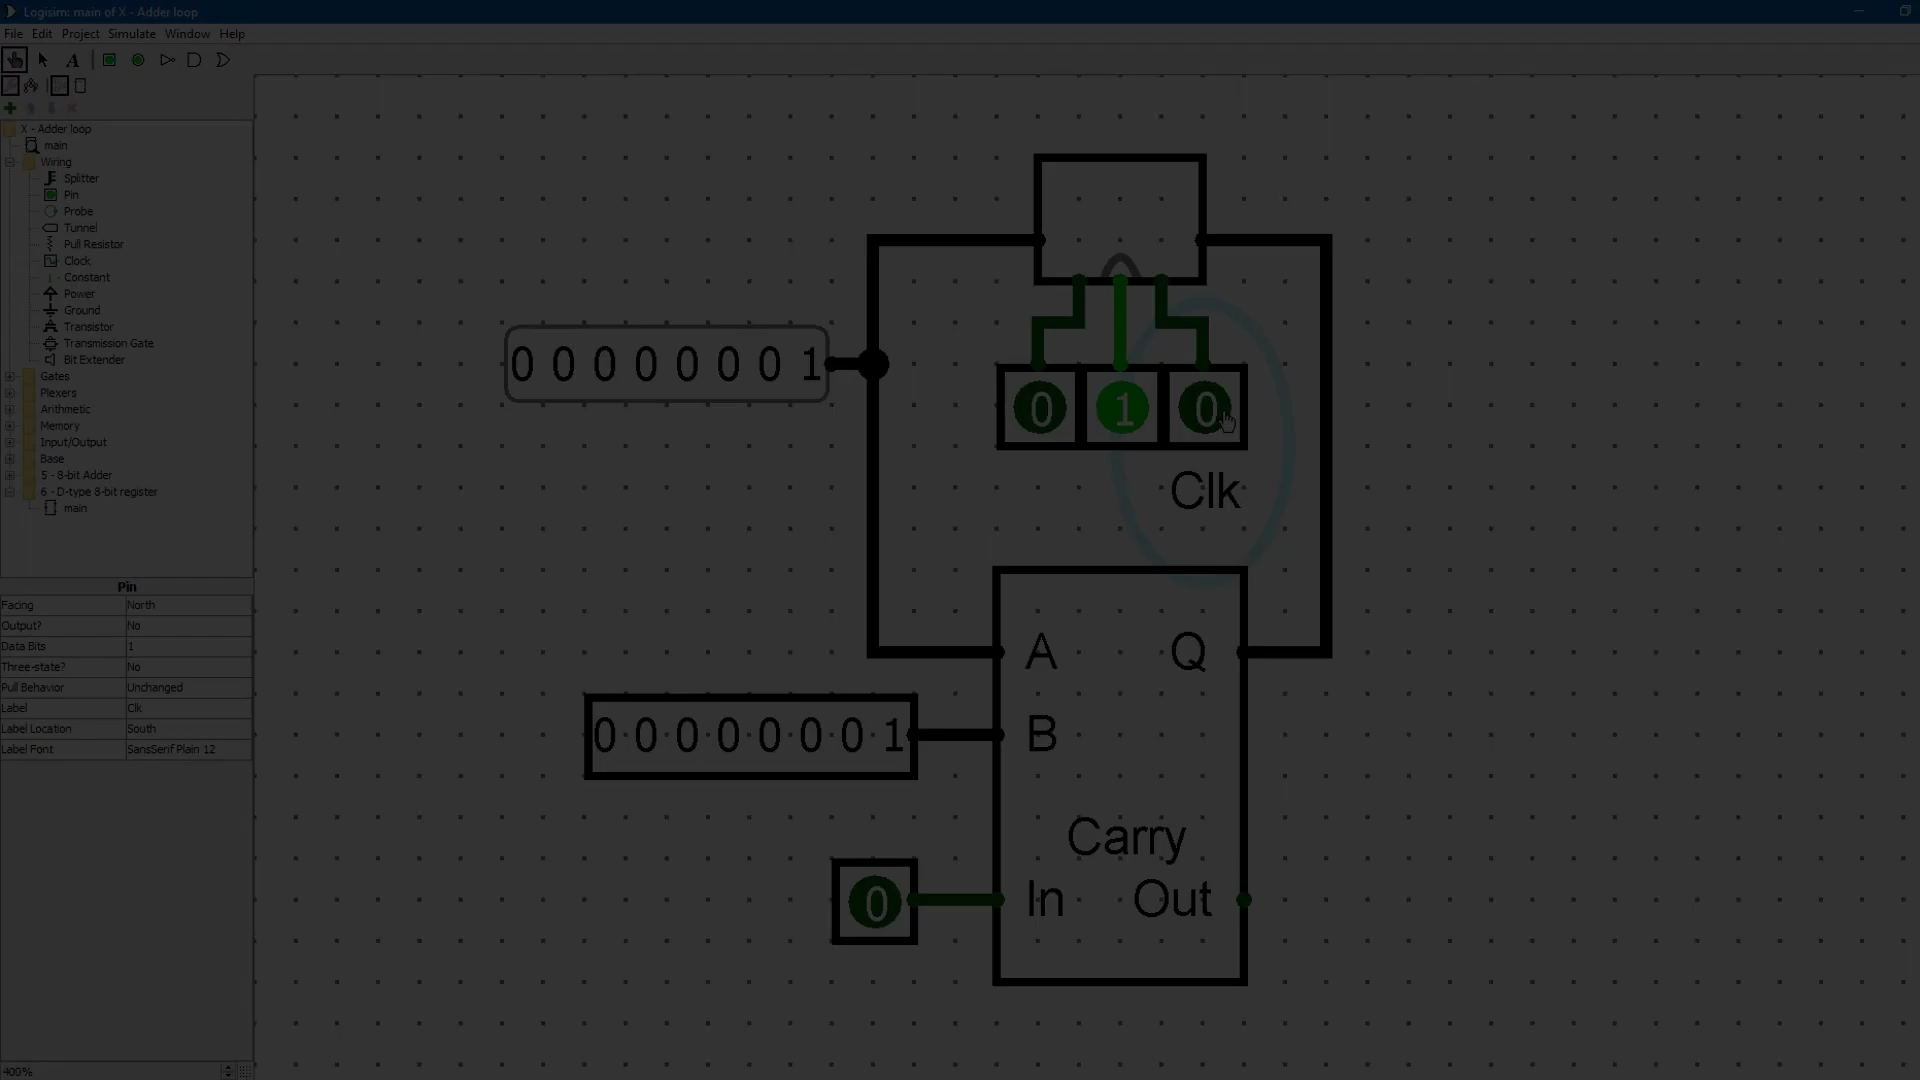 Logisim: main of X - Adder loop
File Edit Project Simulate Window Help
A
X - Adder loop
main
Wiring
Splitter
Pin
Probe
Tunnel
Pull Resistor
Clock
Constant
Power
Ground
Transistor
Transmission Gate
Bit Extender
Gates
Plexers
Arithmetic
Memory
Input/Output
Base
5 - 8-bit Adder
6 - D-type 8-bit register
main
Pin
Facing North
Output? No
Data Bits 1
Three-state? No
Pull Behavior Unchanged
Label Clk
Label Location South
Label Font SansSerif Plain 12
400%
0 0 0 0 0 0 0 1
0 1 0
Clk
A Q
0 0 0 0 0 0 0 1 B
Carry
0 In Out